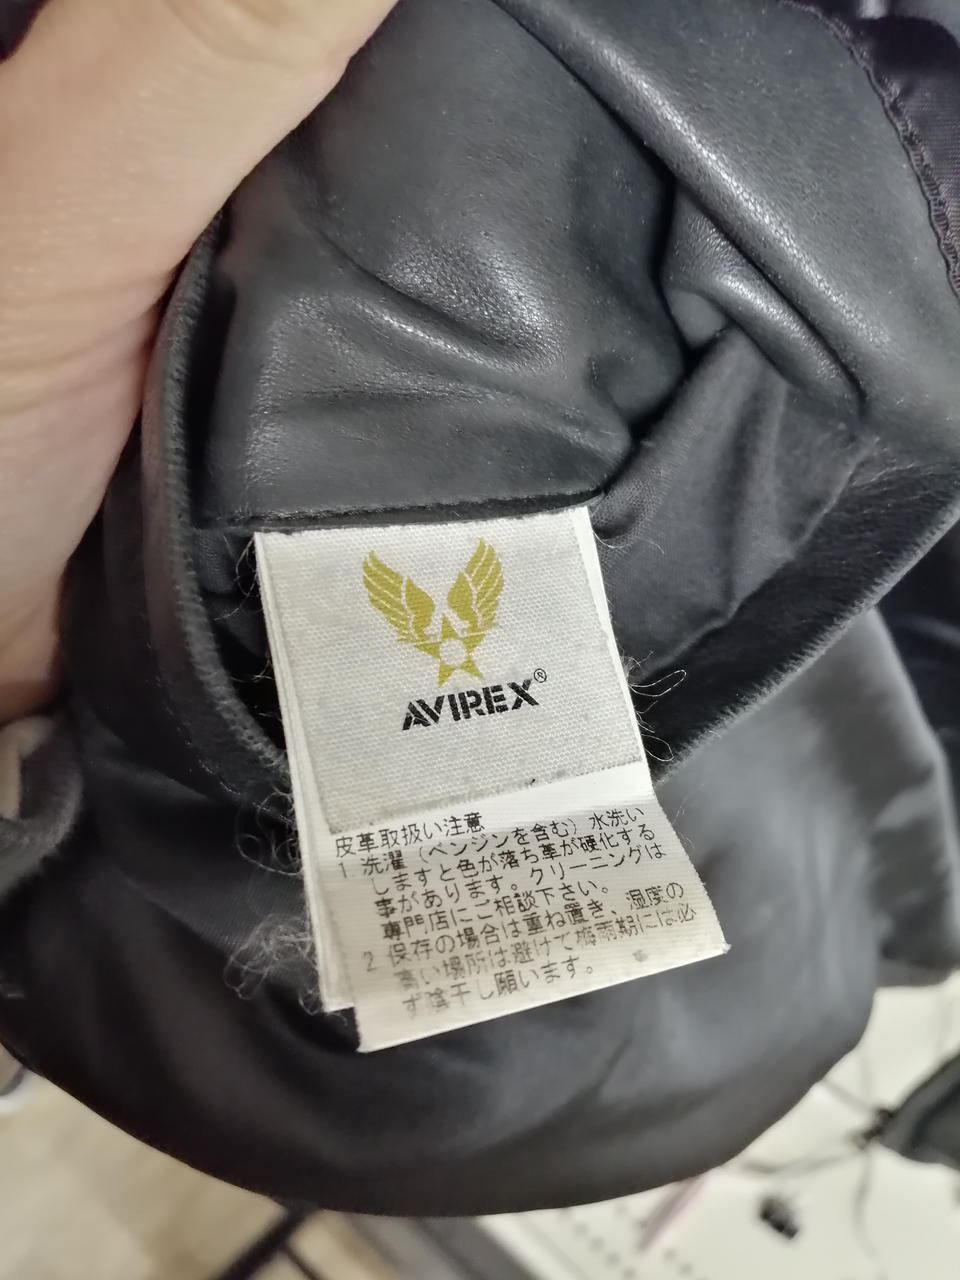 AVIREX®
皮革取扱い注意
1. 洗濯（ベンジンを含む）水洗い
しますと色が落ち革が硬化する
事があります。クリーニングは
専門店にご相談下さい。
2 保存の場合は重ね置き、湿度の
高い場所は避けて梅雨期には必
ず陰干し願います。